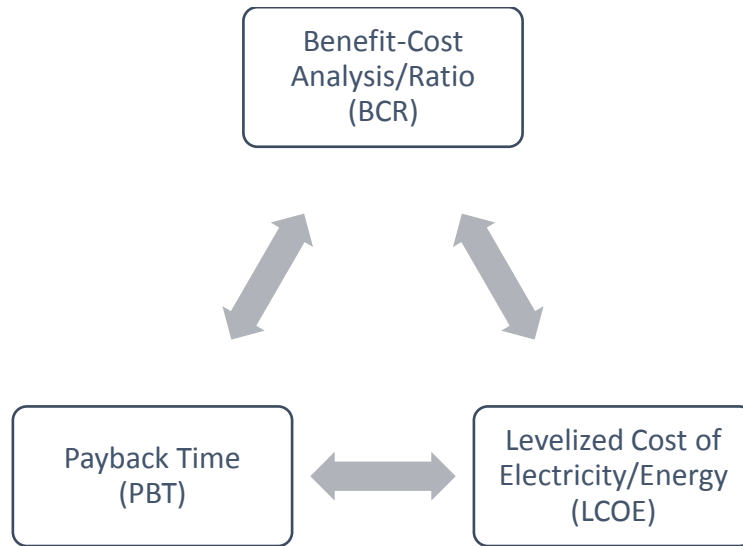 Benefit-Cost
Analysis/Ratio
(BCR)
Payback Time
(PBT)
Levelized Cost of
Electricity/Energy
(LCOE)